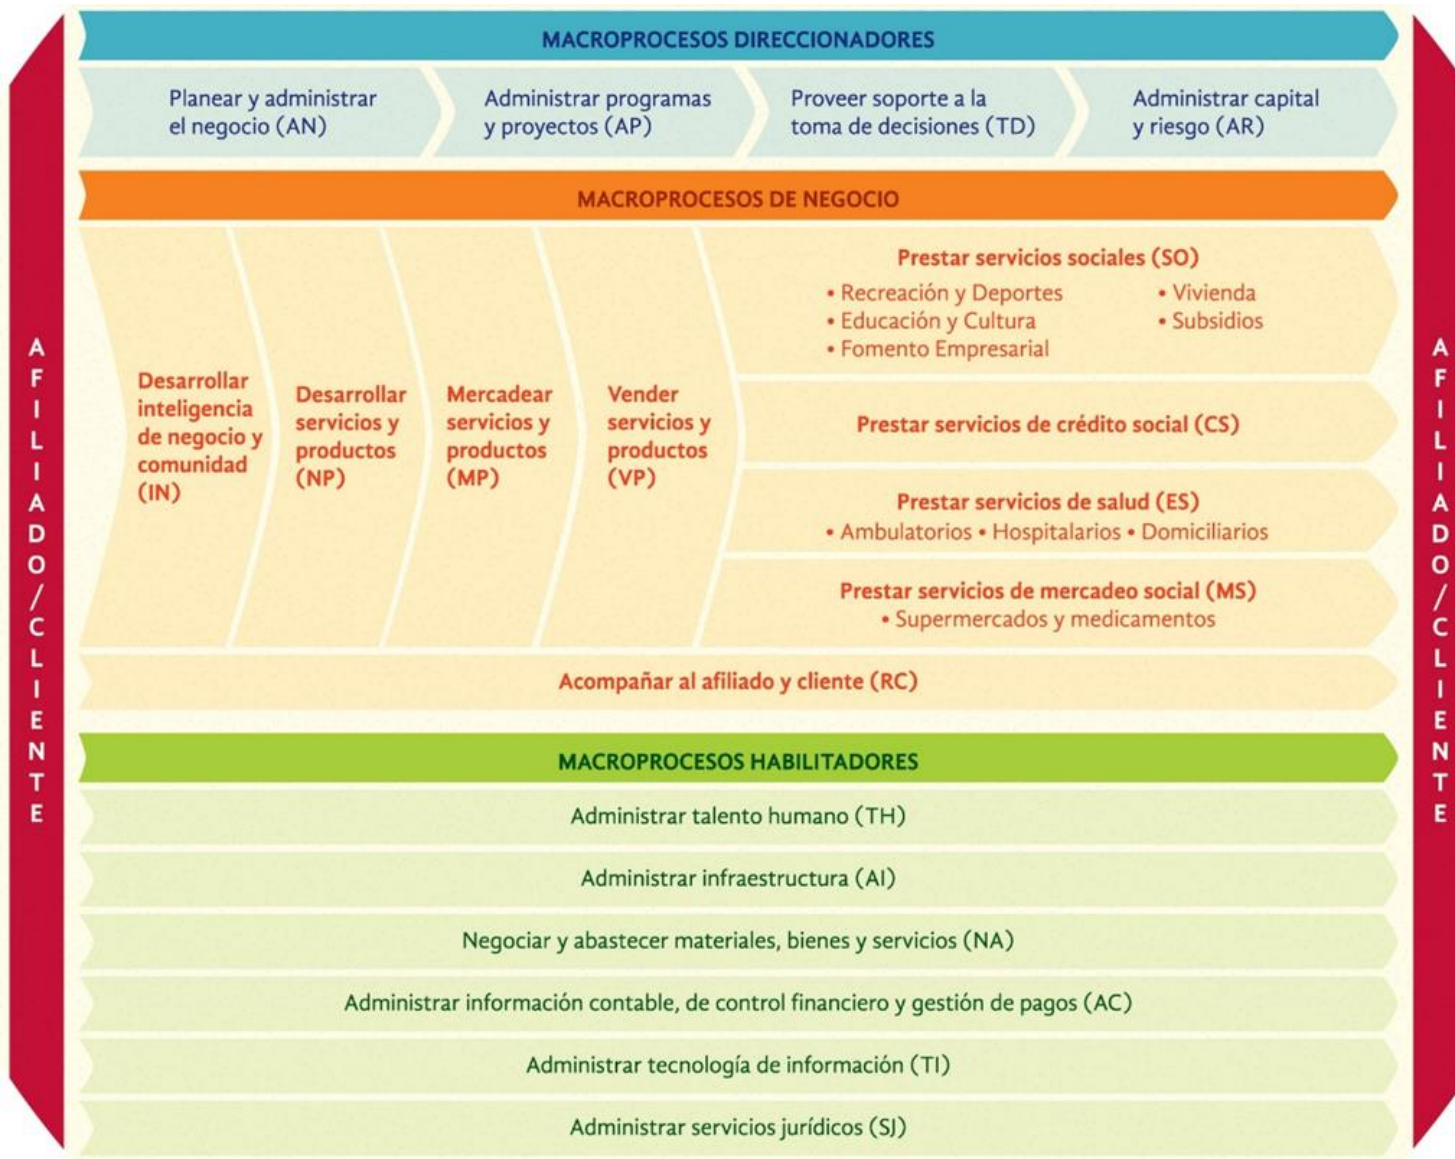 AFILIADO/CLIENTE
MACROPROCESOS DIRECCIONADORES
Planear y administrar
el negocio (AN)
Administrar programas
y proyectos (AP)
Proveer soporte a la
toma de decisiones (TD)
Administrar capital
y riesgo (AR)
MACROPROCESOS DE NEGOCIO
Desarrollar
inteligencia
de negocio y
comunidad
(IN)
Desarrollar
servicios y
productos
(NP)
Mercadear
servicios y
productos
(MP)
Vender
servicios y
productos
(VP)
Prestar servicios sociales (SO)
• Recreación y Deportes
• Educación y Cultura
• Fomento Empresarial
• Vivienda
• Subsidios
Prestar servicios de crédito social (CS)
Prestar servicios de salud (ES)
• Ambulatorios • Hospitalarios • Domiciliarios
Prestar servicios de mercadeo social (MS)
• Supermercados y medicamentos
Acompañar al afiliado y cliente (RC)
MACROPROCESOS HABILITADORES
Administrar talento humano (TH)
Administrar infraestructura (AI)
Negociar y abastecer materiales, bienes y servicios (NA)
Administrar información contable, de control financiero y gestión de pagos (AC)
Administrar tecnología de información (TI)
Administrar servicios jurídicos (SJ)
AFILIADO/CLIENTE